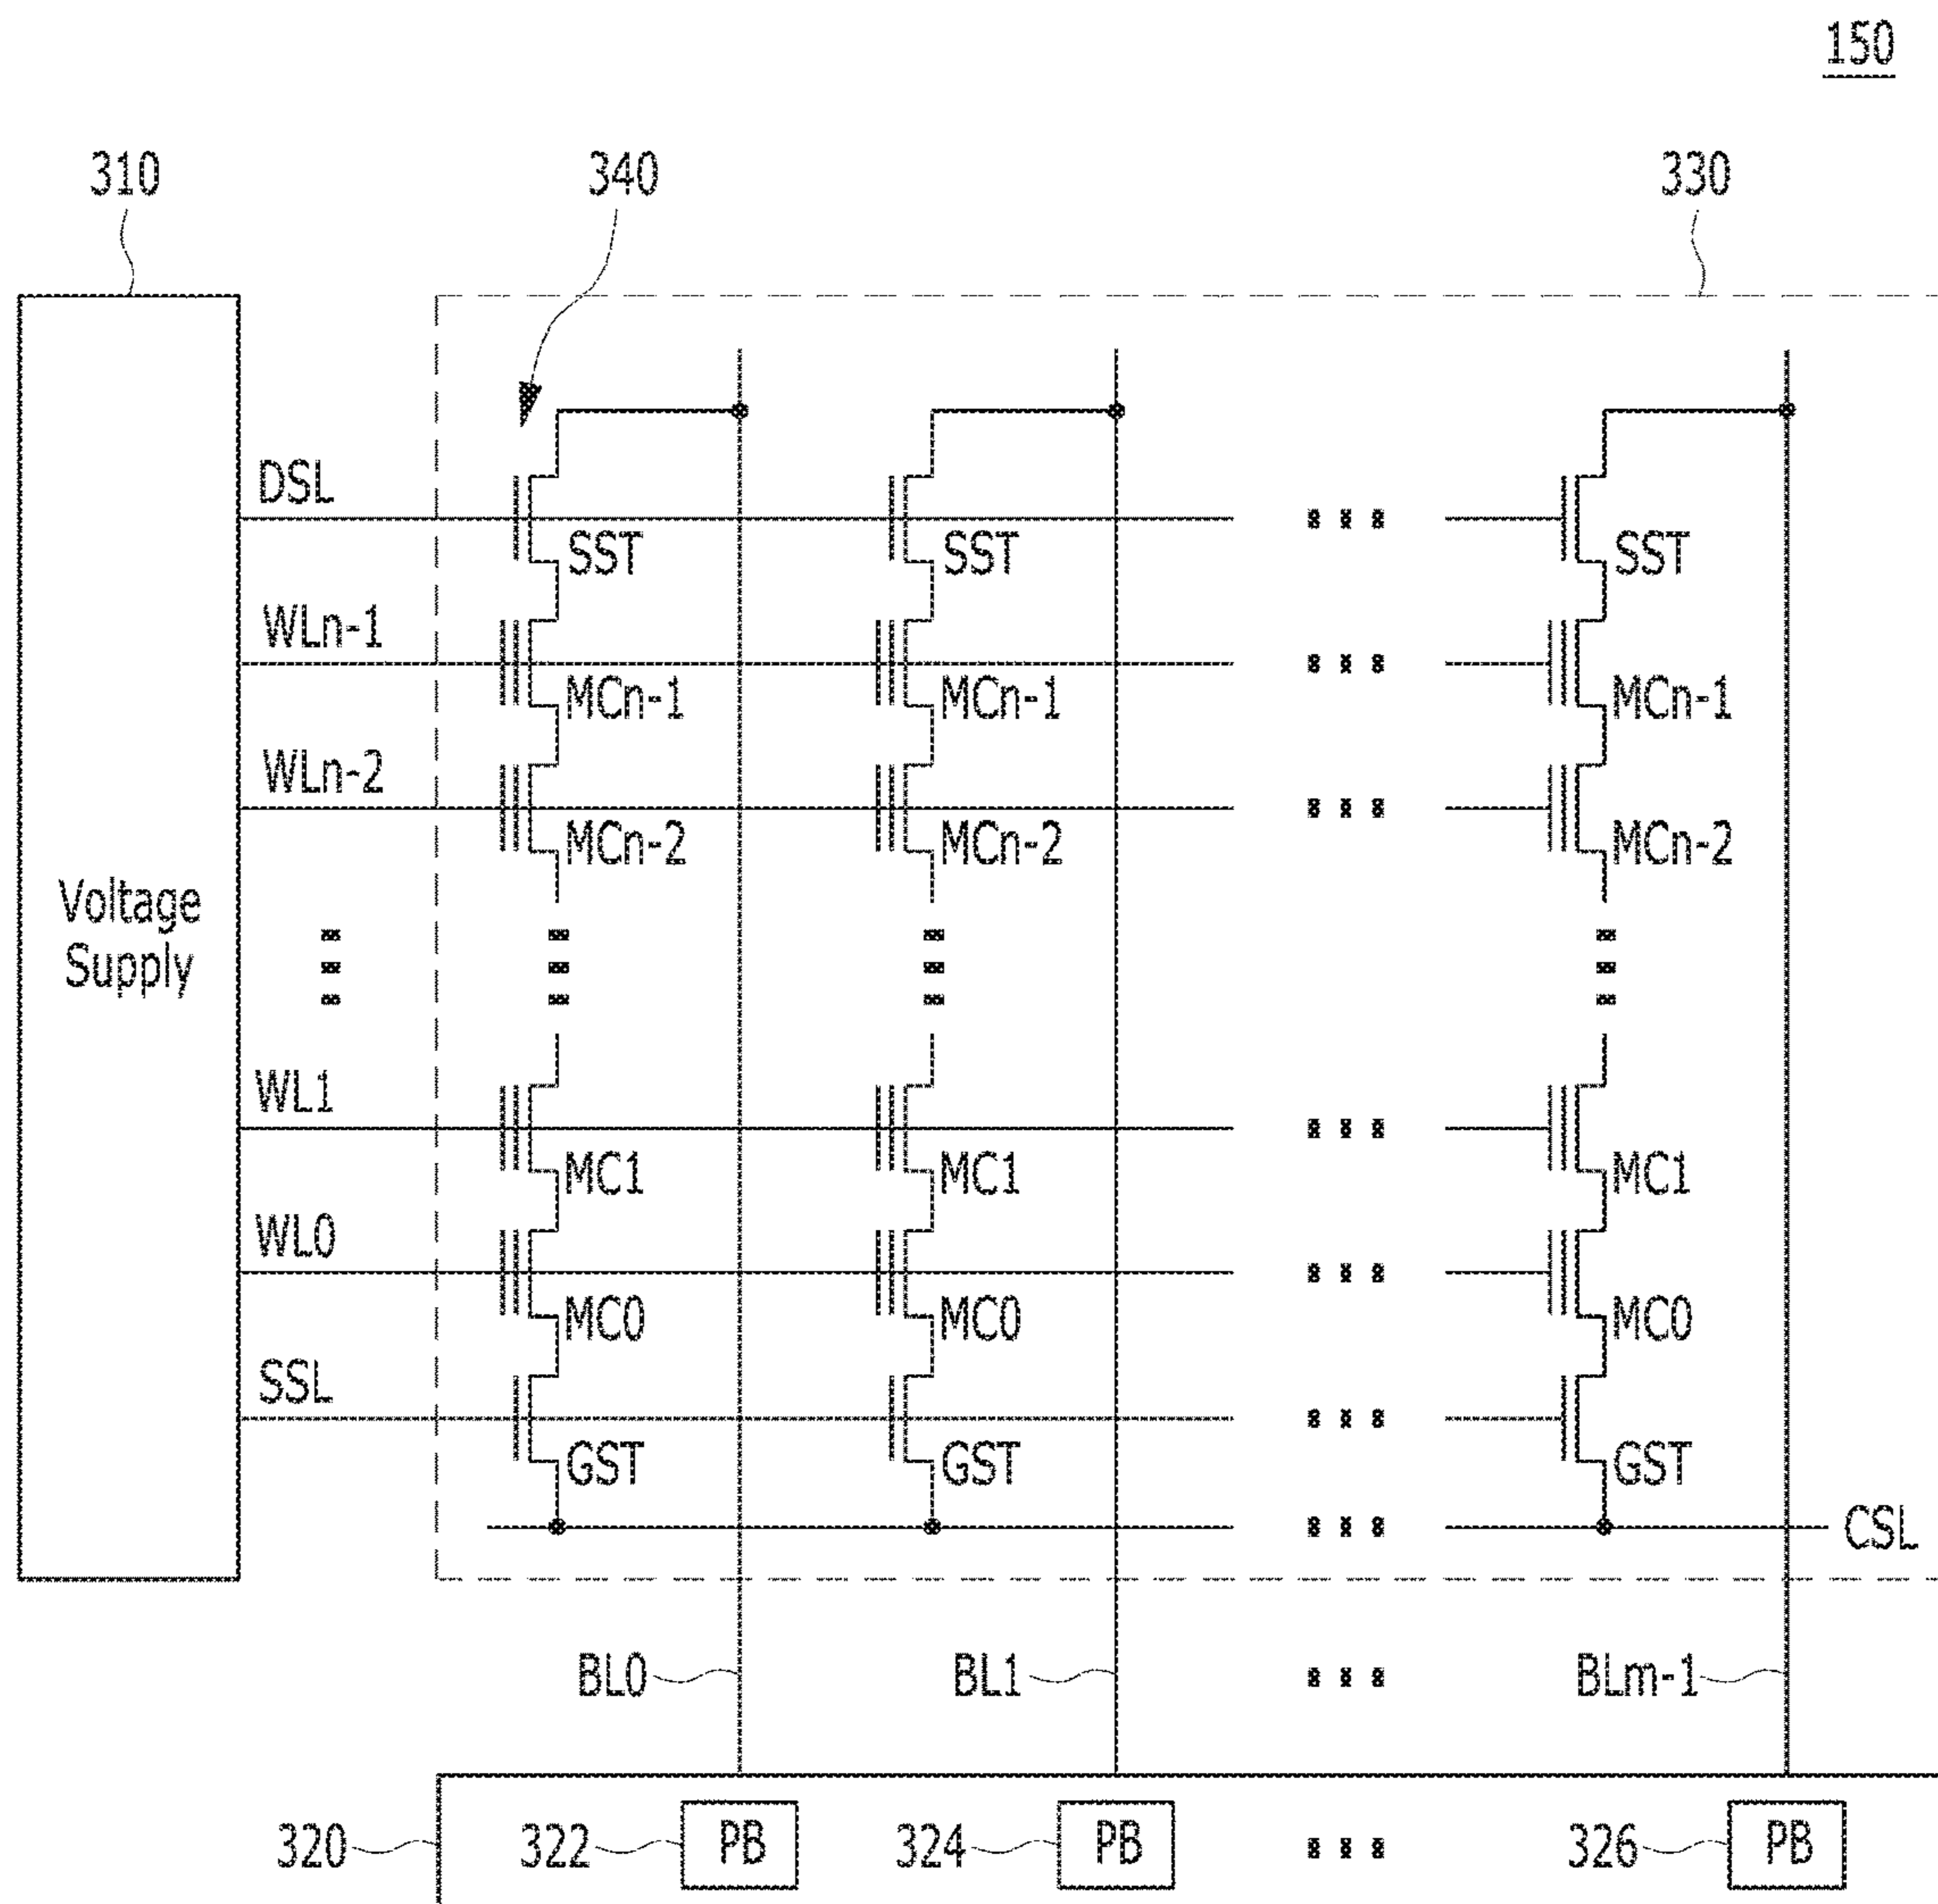 150
310
340
330
DSL
SST
SST
SST
WLn-1
MCn-1
MCn-1
MCn-1
WLn-2
MCn-2
MCn-2
MCn-2
Voltage
Supply
WL1
MC1
MC1
MC1
WL0
MC0
MC0
MC0
SSL
GST
GST
GST
CSL
BL0
BL1
BLm-1
320
322
PB
324
PB
326
PB